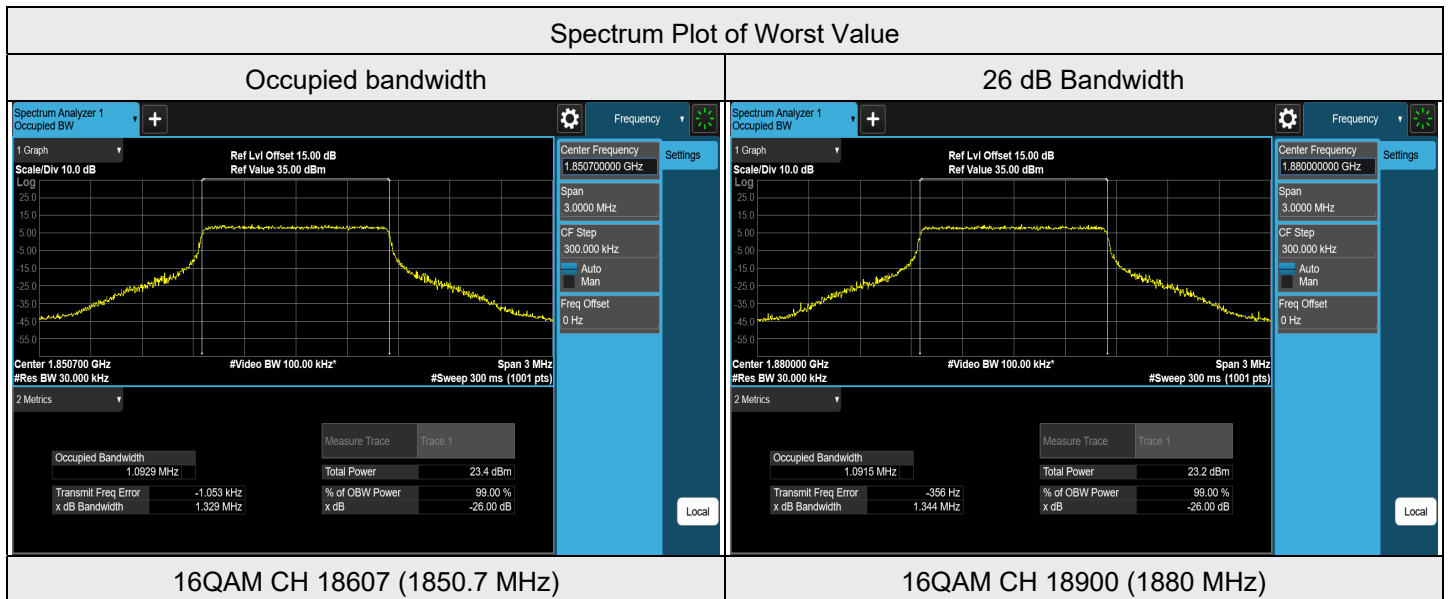 Spectrum Plot of Worst Value
Occupied bandwidth
26 dB Bandwidth
Spectrum Analyzer 1
Occupied BW
+
Frequency
1 Graph
Scale/Div 10.0 dB
Ref Lvl Offset 15.00 dB
Ref Value 35.00 dBm
Log
25.0
15.0
5.00
-5.00
-15.0
-25.0
-35.0
-45.0
-55.0
Center 1.850700 GHz
#Video BW 100.00 kHz*
Span 3 MHz
#Res BW 30.000 kHz
#Sweep 300 ms (1001 pts)
Center Frequency
1.850700000 GHz
Settings
Span
3.0000 MHz
CF Step
300.000 kHz
Auto
Man
Freq Offset
0 Hz
Local
2 Metrics
Measure Trace Trace 1
Occupied Bandwidth
1.0929 MHz
Total Power 23.4 dBm
Transmit Freq Error -1.053 kHz
% of OBW Power 99.00 %
x dB Bandwidth 1.329 MHz
x dB -26.00 dB
Spectrum Analyzer 1
Occupied BW
+
Frequency
1 Graph
Scale/Div 10.0 dB
Ref Lvl Offset 15.00 dB
Ref Value 35.00 dBm
Log
25.0
15.0
5.00
-5.00
-15.0
-25.0
-35.0
-45.0
-55.0
Center 1.880000 GHz
#Video BW 100.00 kHz*
Span 3 MHz
#Res BW 30.000 kHz
#Sweep 300 ms (1001 pts)
Center Frequency
1.880000000 GHz
Settings
Span
3.0000 MHz
CF Step
300.000 kHz
Auto
Man
Freq Offset
0 Hz
Local
2 Metrics
Measure Trace Trace 1
Occupied Bandwidth
1.0915 MHz
Total Power 23.2 dBm
Transmit Freq Error -356 Hz
% of OBW Power 99.00 %
x dB Bandwidth 1.344 MHz
x dB -26.00 dB
16QAM CH 18607 (1850.7 MHz)
16QAM CH 18900 (1880 MHz)